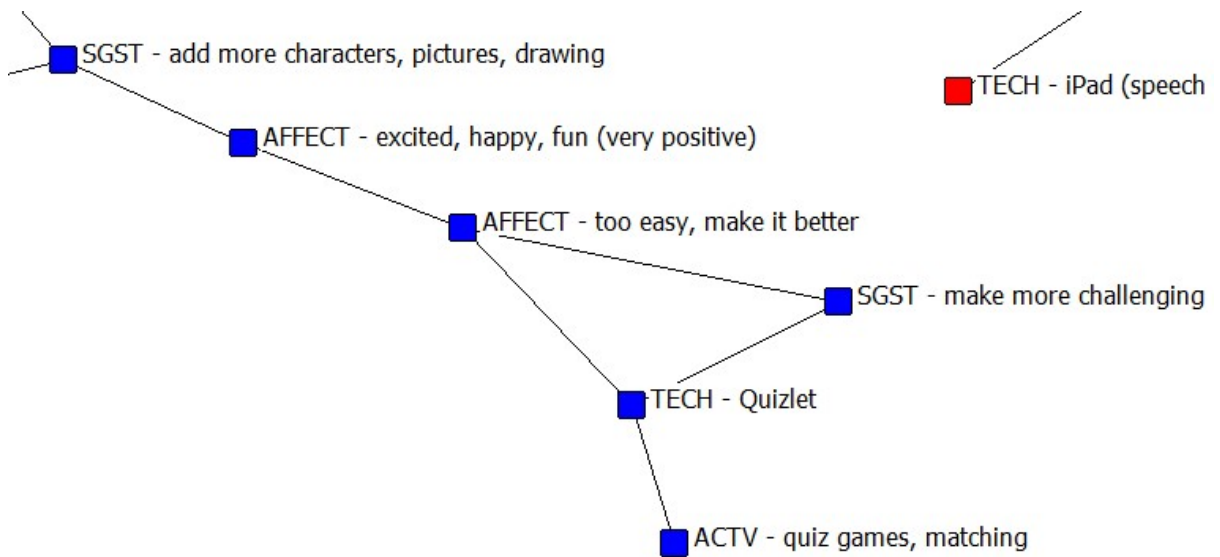 SGST - add more characters, pictures, drawing
TECH - iPad (speech
AFFECT - excited, happy, fun (very positive)
AFFECT - too easy, make it better
SGST - make more challenging
TECH - Quizlet
ACTV - quiz games, matching